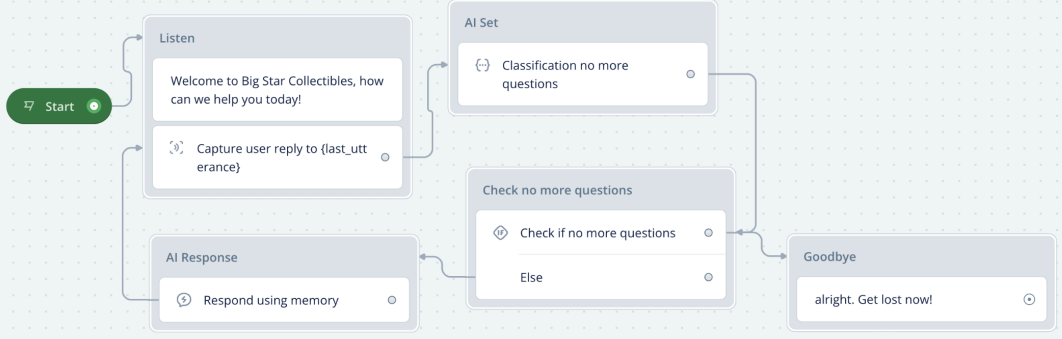 Start
Listen
Welcome to Big Star Collectibles, how
can we help you today!
Capture user reply to {last_utt
erance}
AI Set
Classification no more
questions
Check no more questions
IF
Check if no more questions
Else
AI Response
Respond using memory
Goodbye
alright. Get lost now!